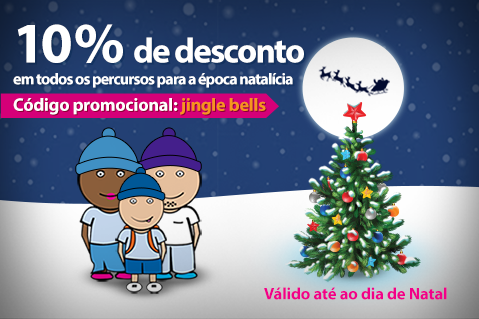 10% de desconto
em todos os percursos para a época natalícia
Código promocional: jingle bells
Válido até ao dia de Natal